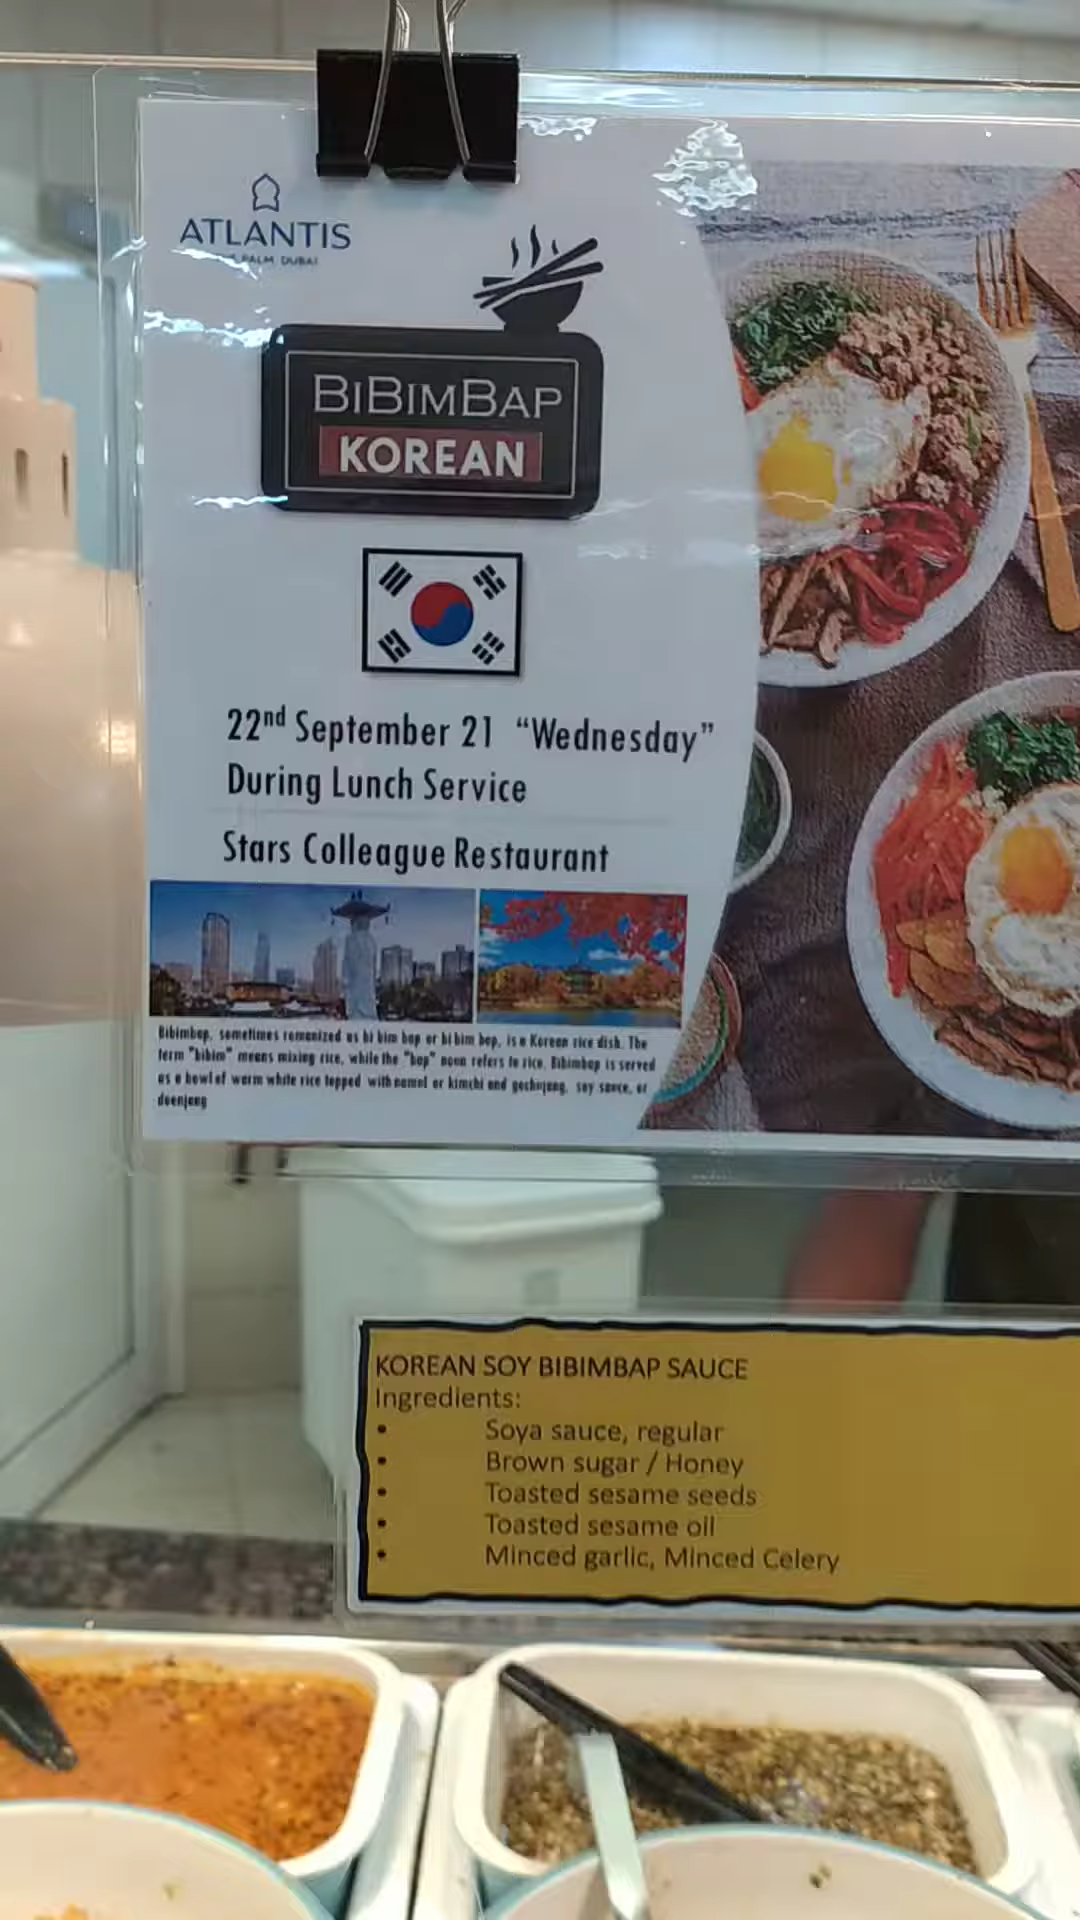 ATLANTIS
PALM, DUBAI
BIBIMBAP
KOREAN
22nd September 21 “Wednesday”
During Lunch Service
Stars Colleague Restaurant
Bibimbap, sometimes romanized as bi bim bap or bi bim bop, is a Korean rice dish. The
term "bibim" means mixing rice, while the "bap" noun refers to rice. Bibimbap is served
as a bowl of warm white rice topped with namul or kimchi and gochujang, soy sauce, or
doenjang
KOREAN SOY BIBIMBAP SAUCE
Ingredients:
• Soya sauce, regular
• Brown sugar / Honey
• Toasted sesame seeds
• Toasted sesame oil
• Minced garlic, Minced Celery